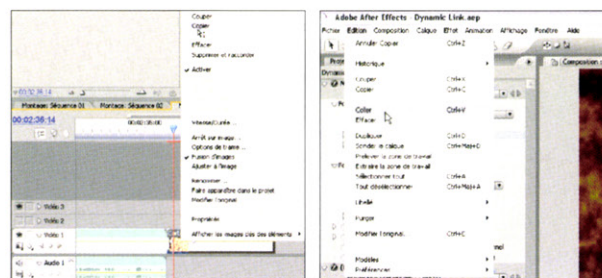 Couper
Copier
Effacer
Supprimer et raccorder
Activer
00:02:36:14
Montage: Séquence 01 Montage: Séquence 02
00:02:36:14
00:02:35:00
Vitesse/Durée ...
Arrêt sur image...
Options de trame ...
Fusion d'images
Ajuster à l'image
Renommer ...
Faire apparaître dans le projet
Modifier l'original
Propriétés
Afficher les images clés des éléments
Vidéo 3
Vidéo 2
Vidéo 1
Audio 1
Adobe After Effects - Dynamic Link.aep
Fichier Edition Composition Calque Effet Animation Affichage Fenêtre Aide
Annuler Copier Ctrl+Z
Historique
Couper Ctrl+X
Copier Ctrl+C
Coller Ctrl+V
Effacer
Dupliquer Ctrl+D
Scinder le calque Ctrl+Maj+D
Prélever la zone de travail
Extraire la zone de travail
Sélectionner tout Ctrl+A
Tout désélectionner Ctrl+Maj+A
Libellé
Purger
Modifier l'original Ctrl+E
Modèles
Préférences
Composition